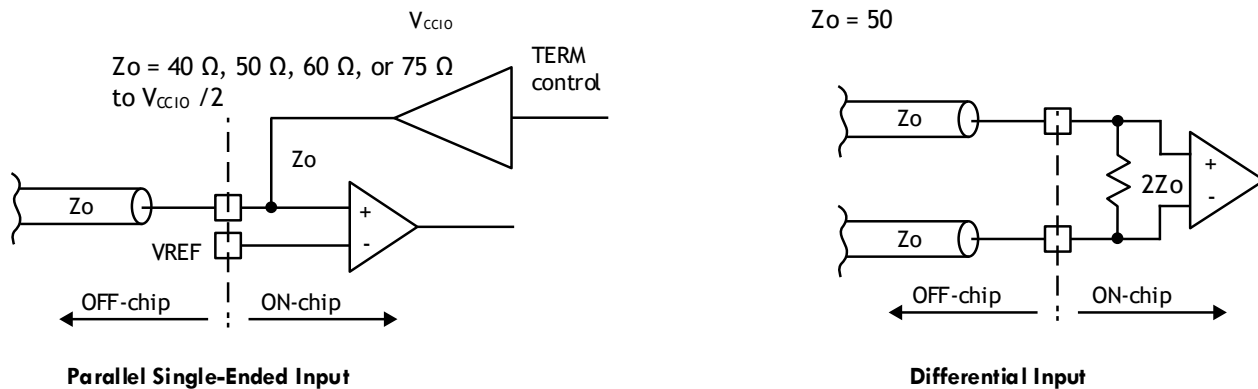 VCCIO
Zo = 40 Ω, 50 Ω, 60 Ω, or 75 Ω
to VCCIO /2
TERM
control
Zo
Zo
+
-
VREF
OFF-chip
ON-chip
Parallel Single-Ended Input
Zo = 50
Zo
Zo
2Zo
+
-
OFF-chip
ON-chip
Differential Input